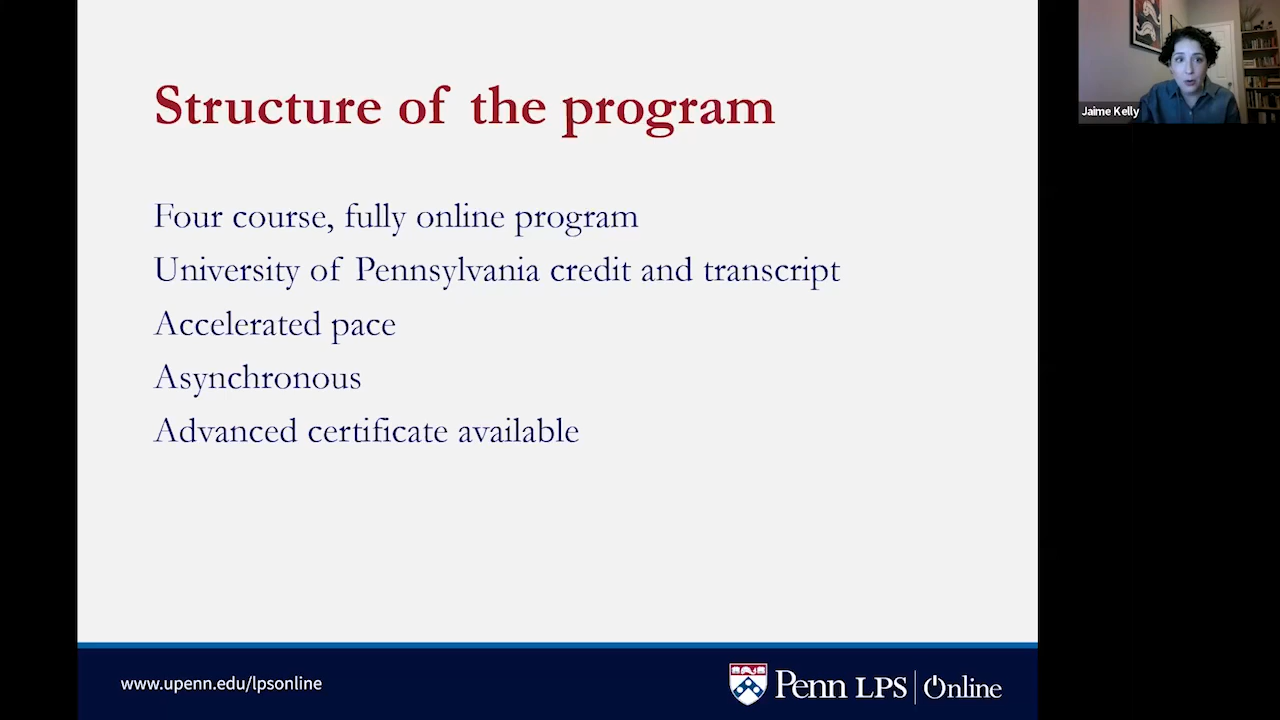 Structure of the program
Four course, fully online program
University of Pennsylvania credit and transcript
Accelerated pace
Asynchronous
Advanced certificate available
www.upenn.edu/lpsonline
Penn LPS Online
Jaime Kelly